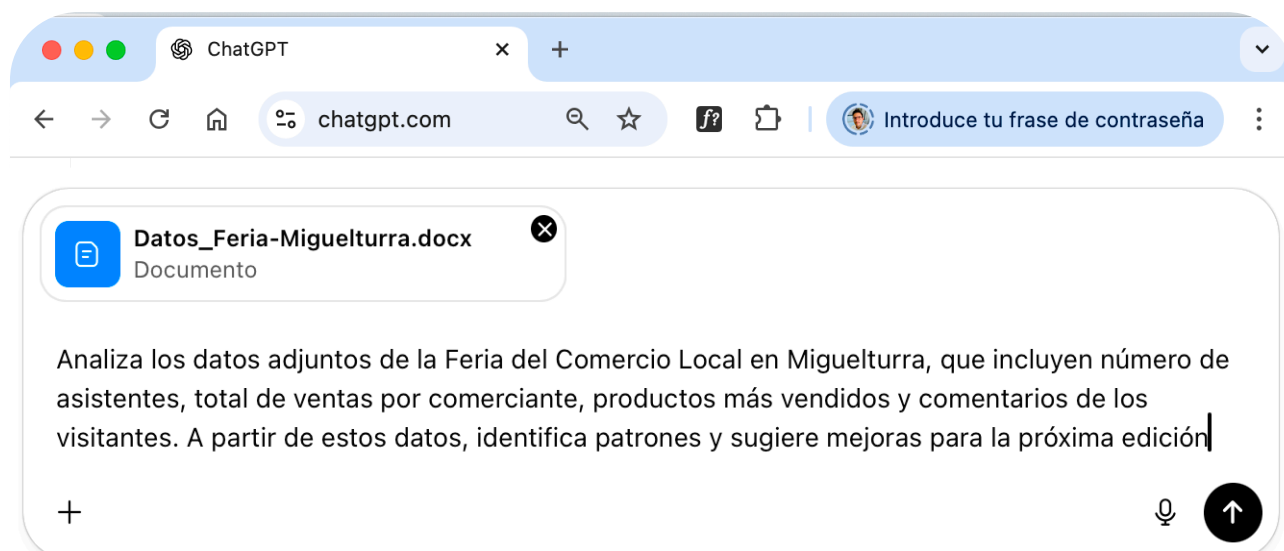 ChatGPT
chatgpt.com
f?
Introduce tu frase de contraseña
Datos_Feria-Miguelturra.docx
Documento
Analiza los datos adjuntos de la Feria del Comercio Local en Miguelturra, que incluyen número de
asistentes, total de ventas por comerciante, productos más vendidos y comentarios de los
visitantes. A partir de estos datos, identifica patrones y sugiere mejoras para la próxima edición